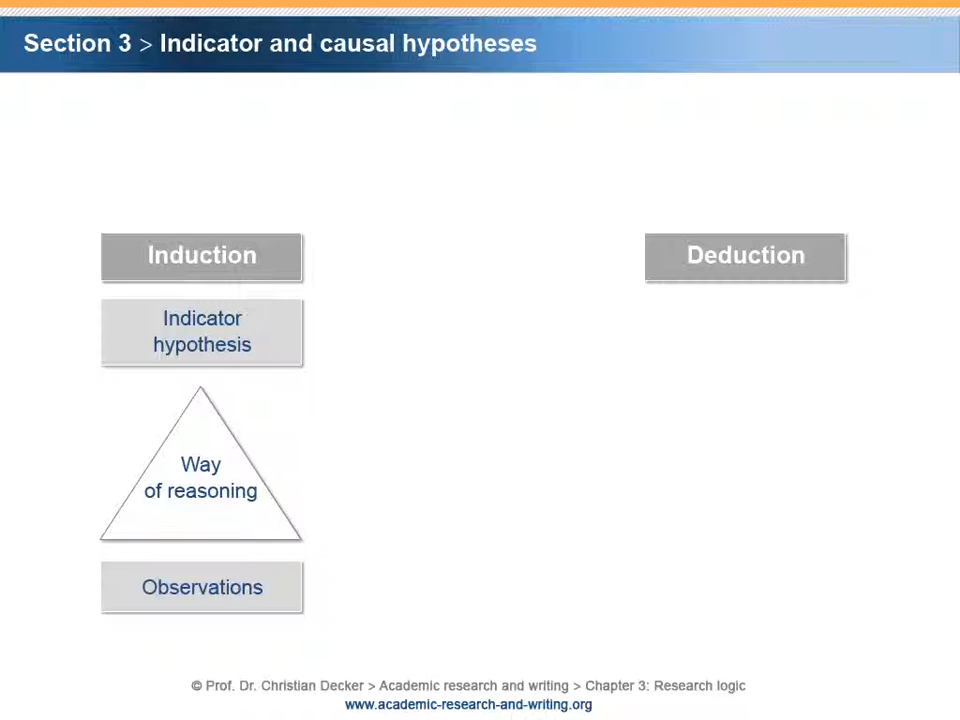 Section 3 > Indicator and causal hypotheses
Induction
Deduction
Indicator
hypothesis
Way
of reasoning
Observations
© Prof. Dr. Christian Decker > Academic research and writing > Chapter 3: Research logic
www.academic-research-and-writing.org